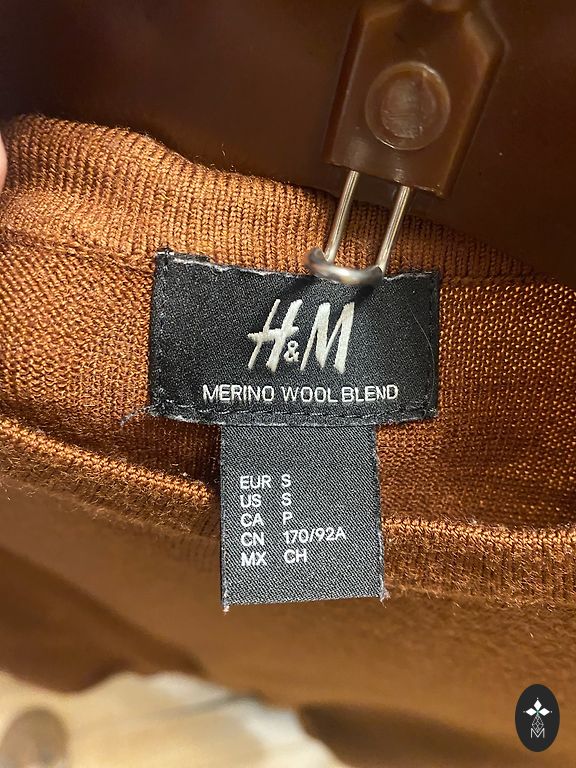 H&M
MERINO WOOL BLEND
EUR S
US S
CA P
CN 170/92A
MX CH
M